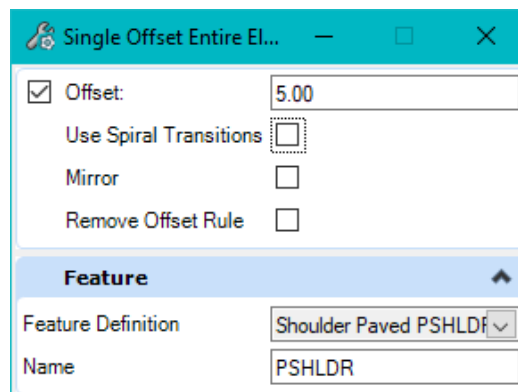 Single Offset Entire El...
Offset: 5.00
Use Spiral Transitions
Mirror
Remove Offset Rule
Feature
Feature Definition Shoulder Paved PSHLDR
Name PSHLDR